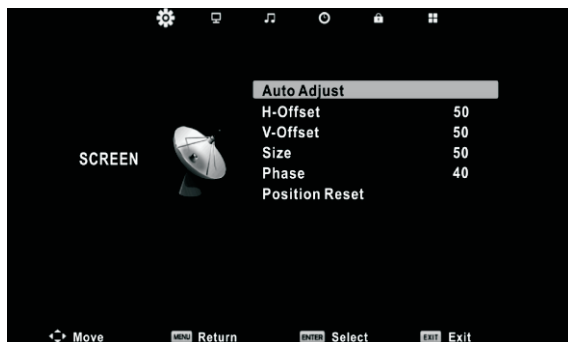 Auto Adjust
H-Offset 50
V-Offset 50
SCREEN
Size 50
Phase 40
Position Reset
Move MENU Return ENTER Select EXIT Exit